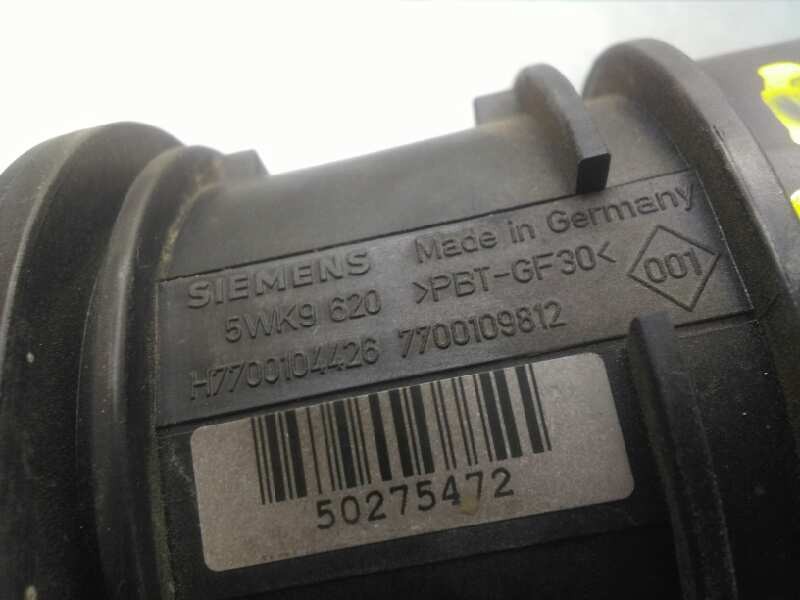 SIEMENS Made in Germany
5WK9 620 >PBT-GF30< 001
H7700104426 7700109812
50275472